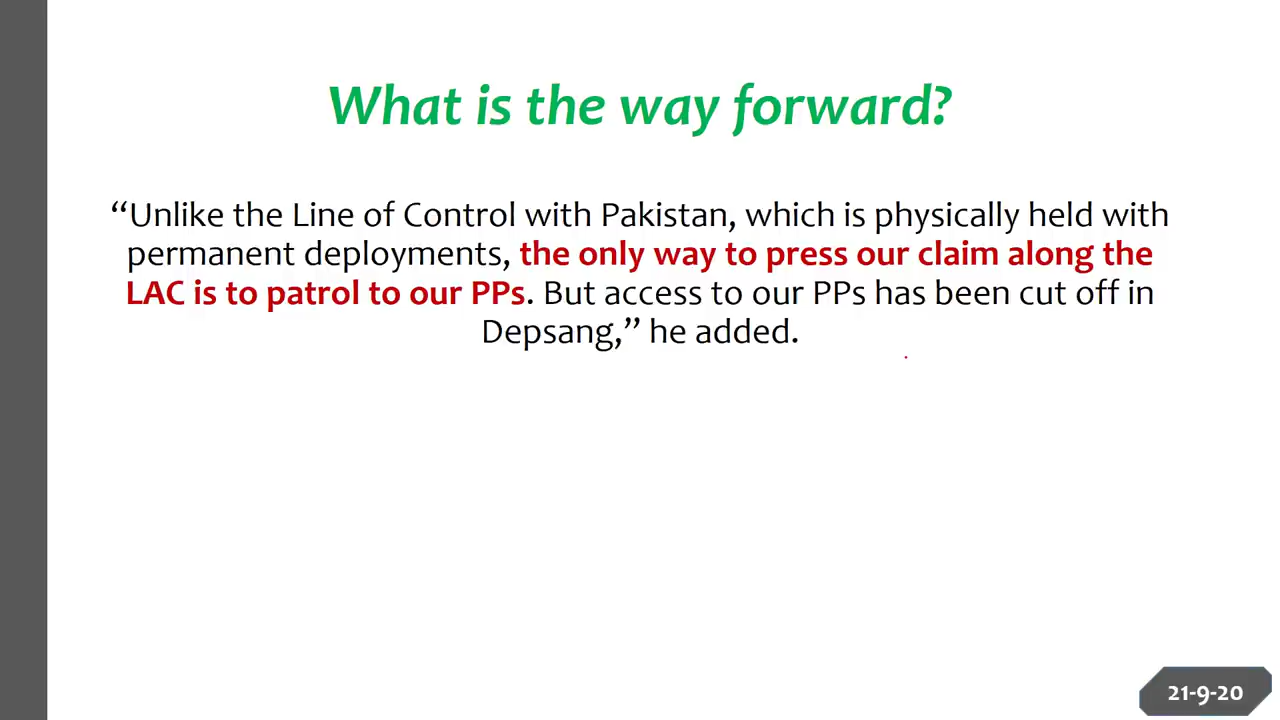 What is the way forward?
“Unlike the Line of Control with Pakistan, which is physically held with
permanent deployments, the only way to press our claim along the
LAC is to patrol to our PPs. But access to our PPs has been cut off in
Depsang,” he added.
21-9-20